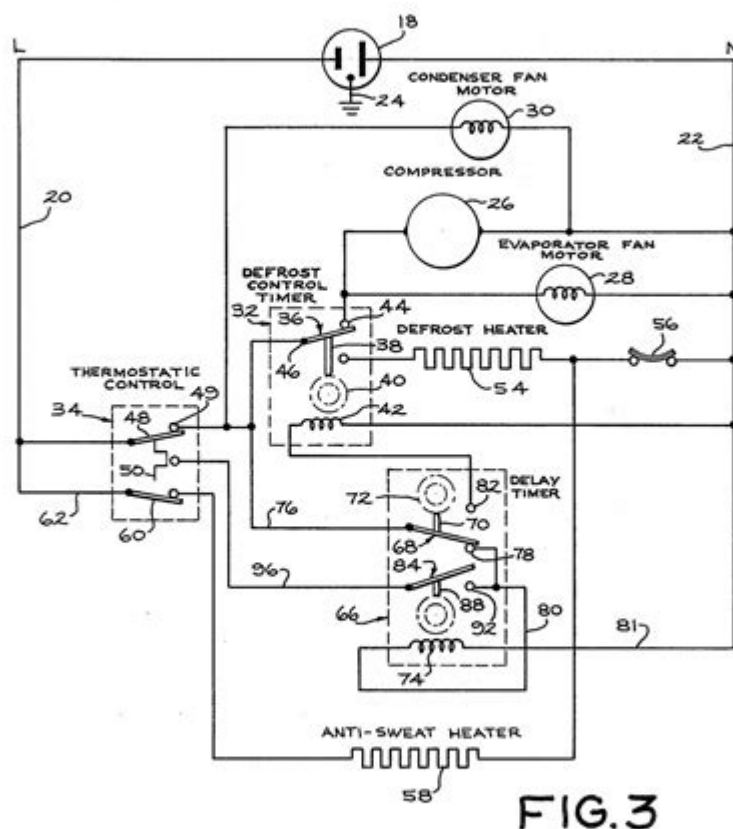 L
18
N
24
CONDENSER FAN
MOTOR
30
22
COMPRESSOR
20
26
EVAPORATOR FAN
MOTOR
28
DEFROST
CONTROL
TIMER
44
32
36
DEFROST HEATER
56
38
46
THERMOSTATIC
CONTROL
40
54
49
34
48
42
50
72
82
DELAY
TIMER
62
60
76
70
68
78
84
96
88
92
80
66
81
74
ANTI-SWEAT HEATER
58
FIG.3